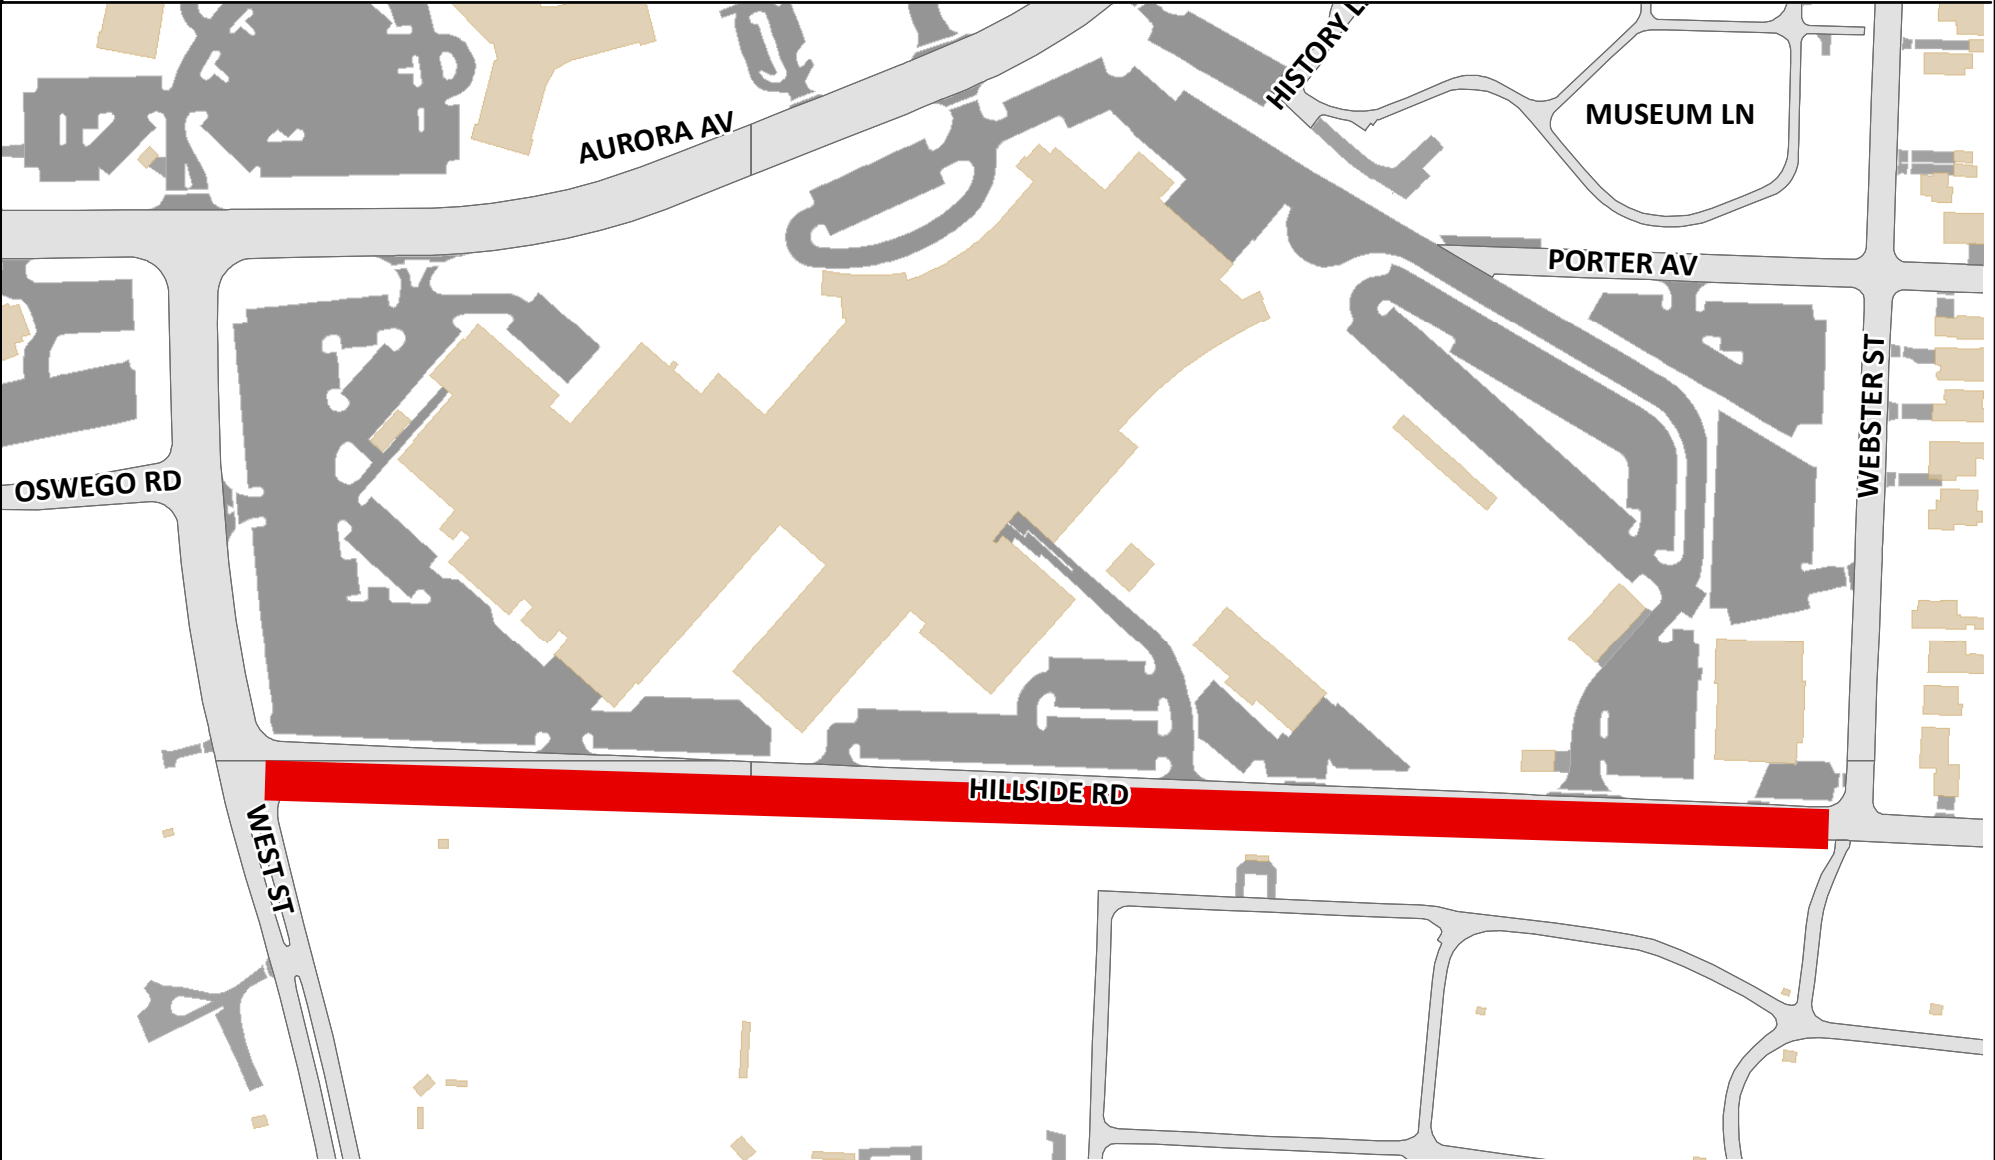 HISTORY L
AURORA AV
MUSEUM LN
PORTER AV
WEBSTER ST
OSWEGO RD
HILLSIDE RD
WEST ST